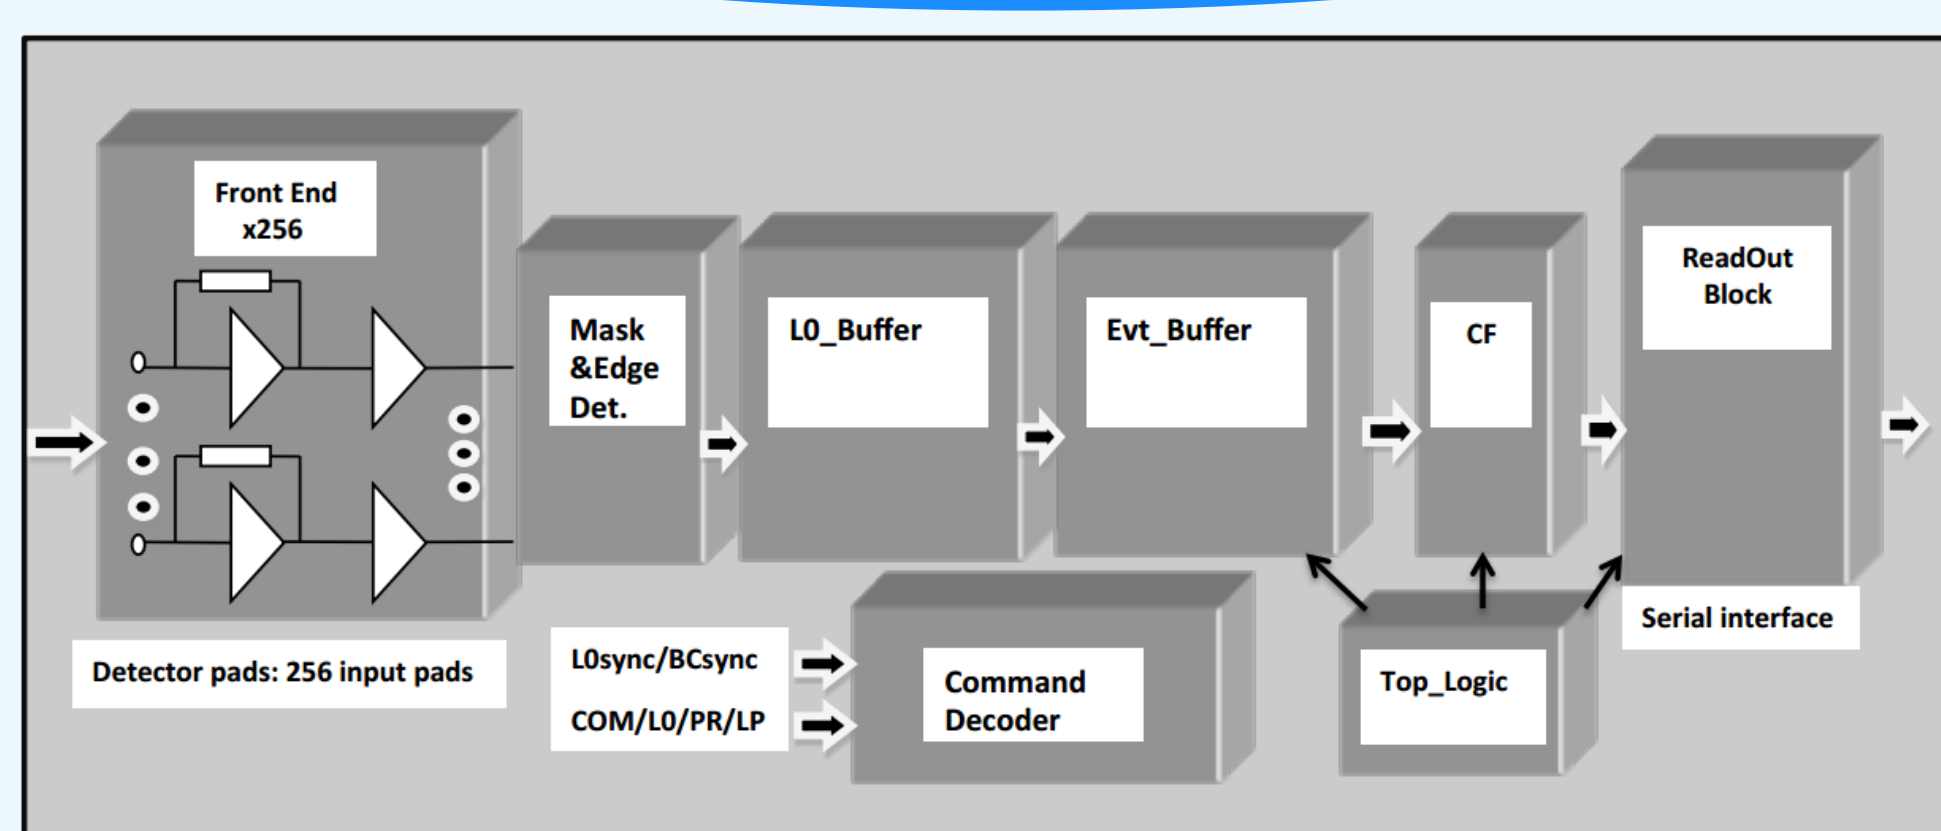 Front End
x256
Mask
&Edge
Det.
L0_Buffer
Evt_Buffer
CF
ReadOut
Block
Serial interface
Detector pads: 256 input pads
L0sync/BCsync
COM/L0/PR/LP
Command
Decoder
Top_Logic